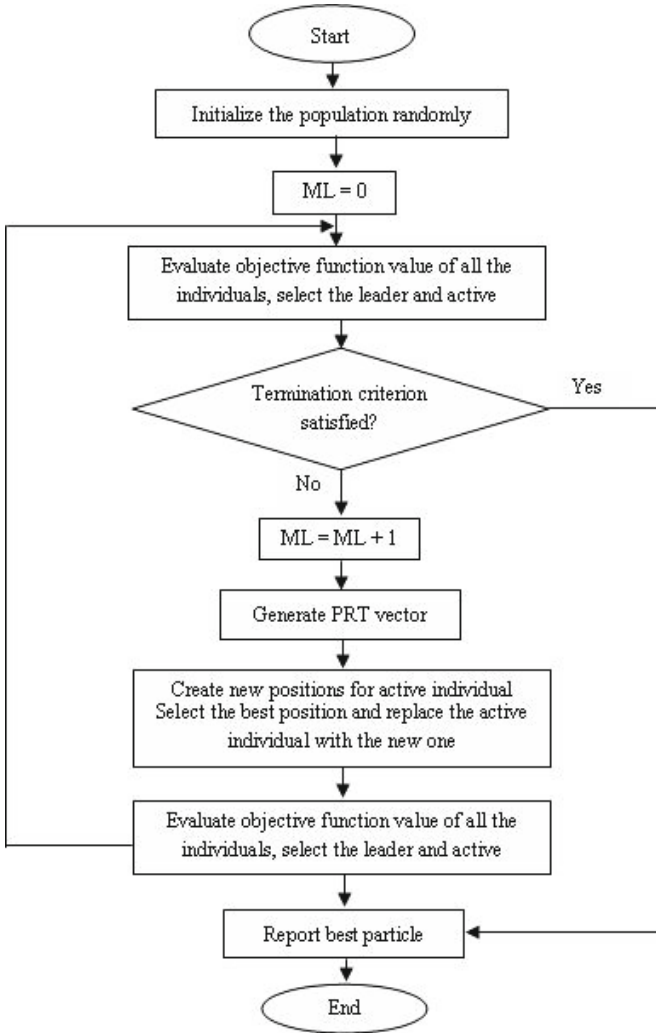 Start
Initialize the population randomly
ML = 0
Evaluate objective function value of all the
individuals, select the leader and active
Termination criterion
satisfied?
Yes
No
ML = ML + 1
Generate PRT vector
Create new positions for active individual
Select the best position and replace the active
individual with the new one
Evaluate objective function value of all the
individuals, select the leader and active
Report best particle
End